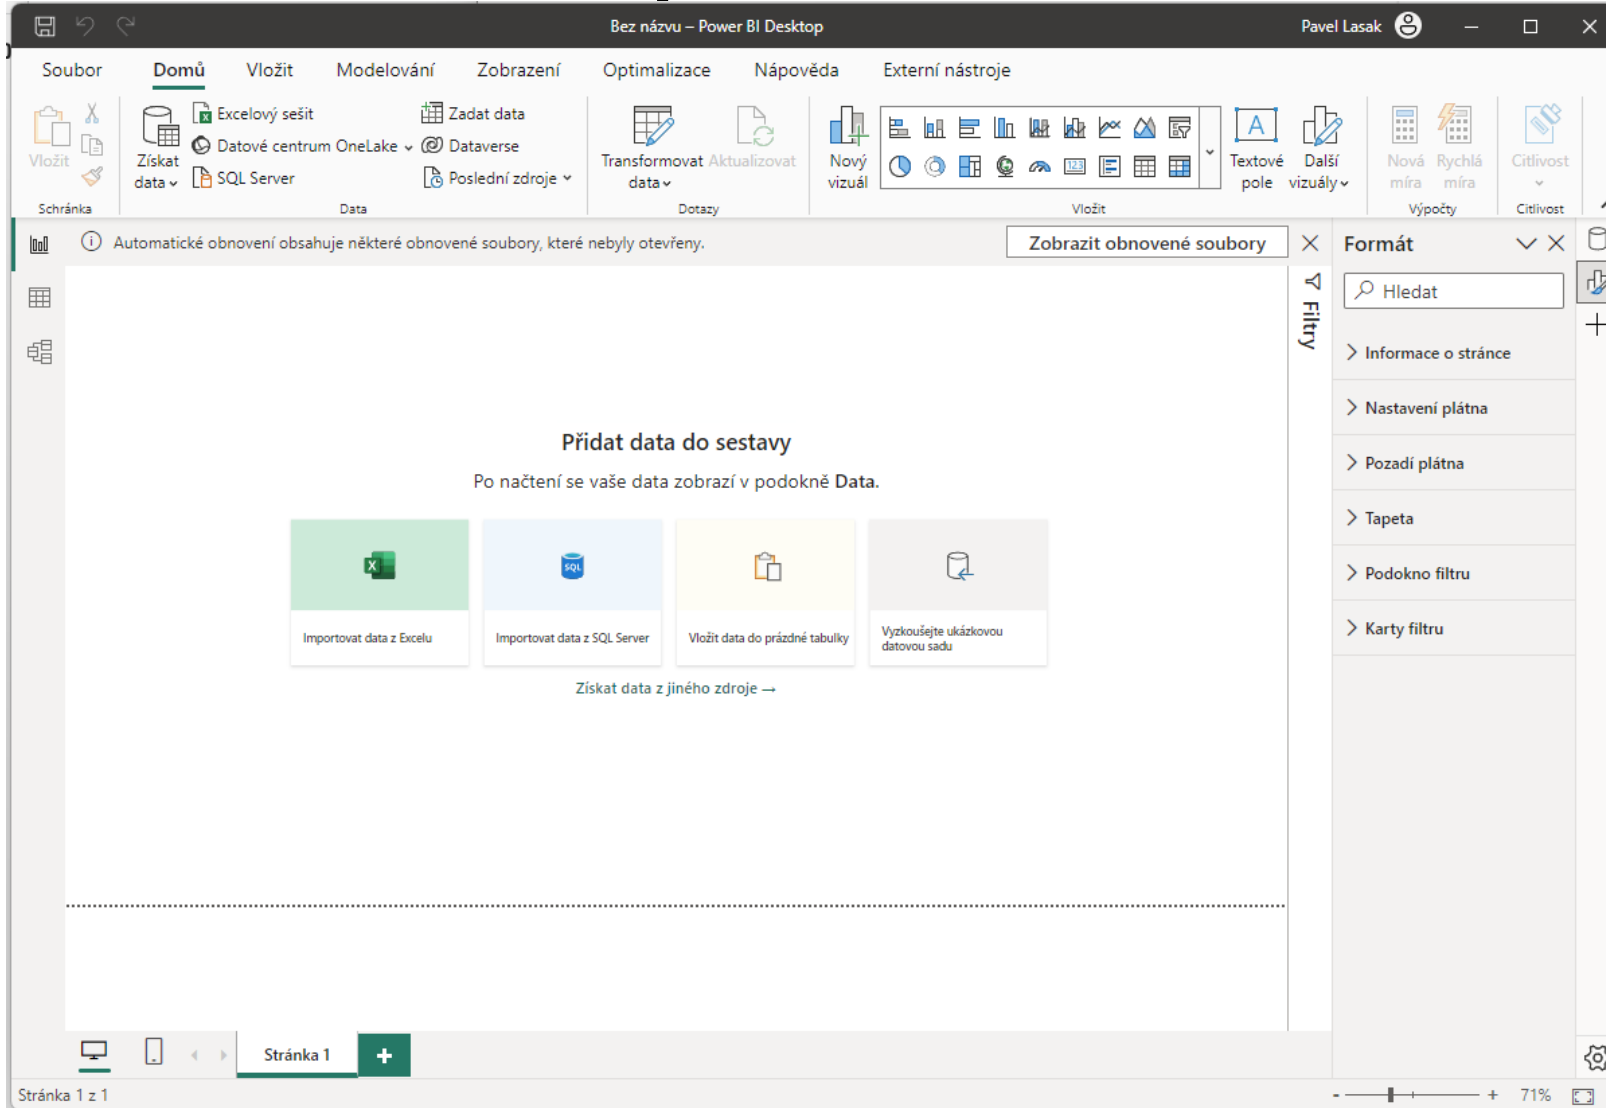 Bez názvu – Power BI Desktop
Pavel Lasak
Soubor Domů Vložit Modelování Zobrazení Optimalizace Nápověda Externí nástroje
Vložit
Schránka
Získat data
Excelový sešit
Datové centrum OneLake
SQL Server
Zadat data
Dataverse
Poslední zdroje
Data
Transformovat data
Aktualizovat
Dotazy
Nový vizuál
123
A
Textové pole
Další vizuály
Vložit
Nová míra
Rychlá míra
Výpočty
Citlivost
Citlivost
Automatické obnovení obsahuje některé obnovené soubory, které nebyly otevřeny.
Zobrazit obnovené soubory
Filtry
Formát
Hledat
Informace o stránce
Nastavení plátna
Pozadí plátna
Tapeta
Podokno filtru
Karty filtru
Přidat data do sestavy
Po načtení se vaše data zobrazí v podokně Data.
X
SQL
Importovat data z Excelu
Importovat data z SQL Server
Vložit data do prázdné tabulky
Vyzkoušejte ukázkovou
datovou sadu
Získat data z jiného zdroje →
Stránka 1
+
Stránka 1 z 1
- + 71%